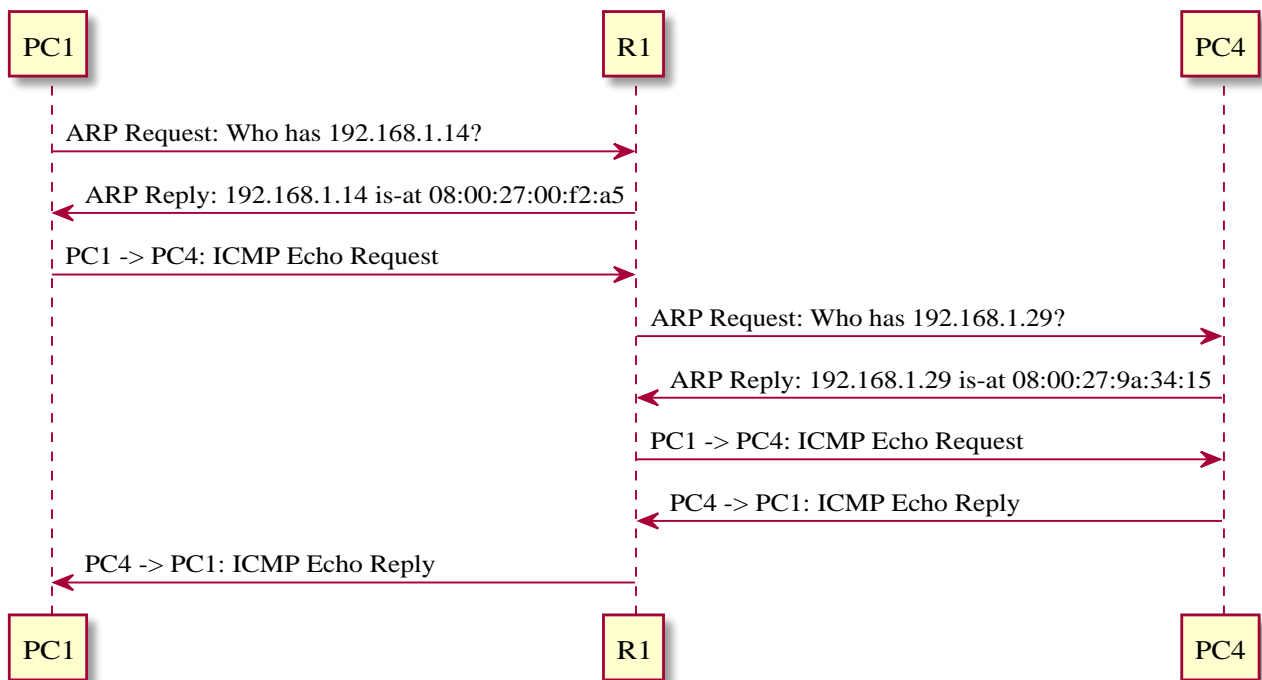 PC1
R1
PC4
ARP Request: Who has 192.168.1.14?
ARP Reply: 192.168.1.14 is-at 08:00:27:00:f2:a5
PC1 -> PC4: ICMP Echo Request
ARP Request: Who has 192.168.1.29?
ARP Reply: 192.168.1.29 is-at 08:00:27:9a:34:15
PC1 -> PC4: ICMP Echo Request
PC4 -> PC1: ICMP Echo Reply
PC4 -> PC1: ICMP Echo Reply
PC1
R1
PC4